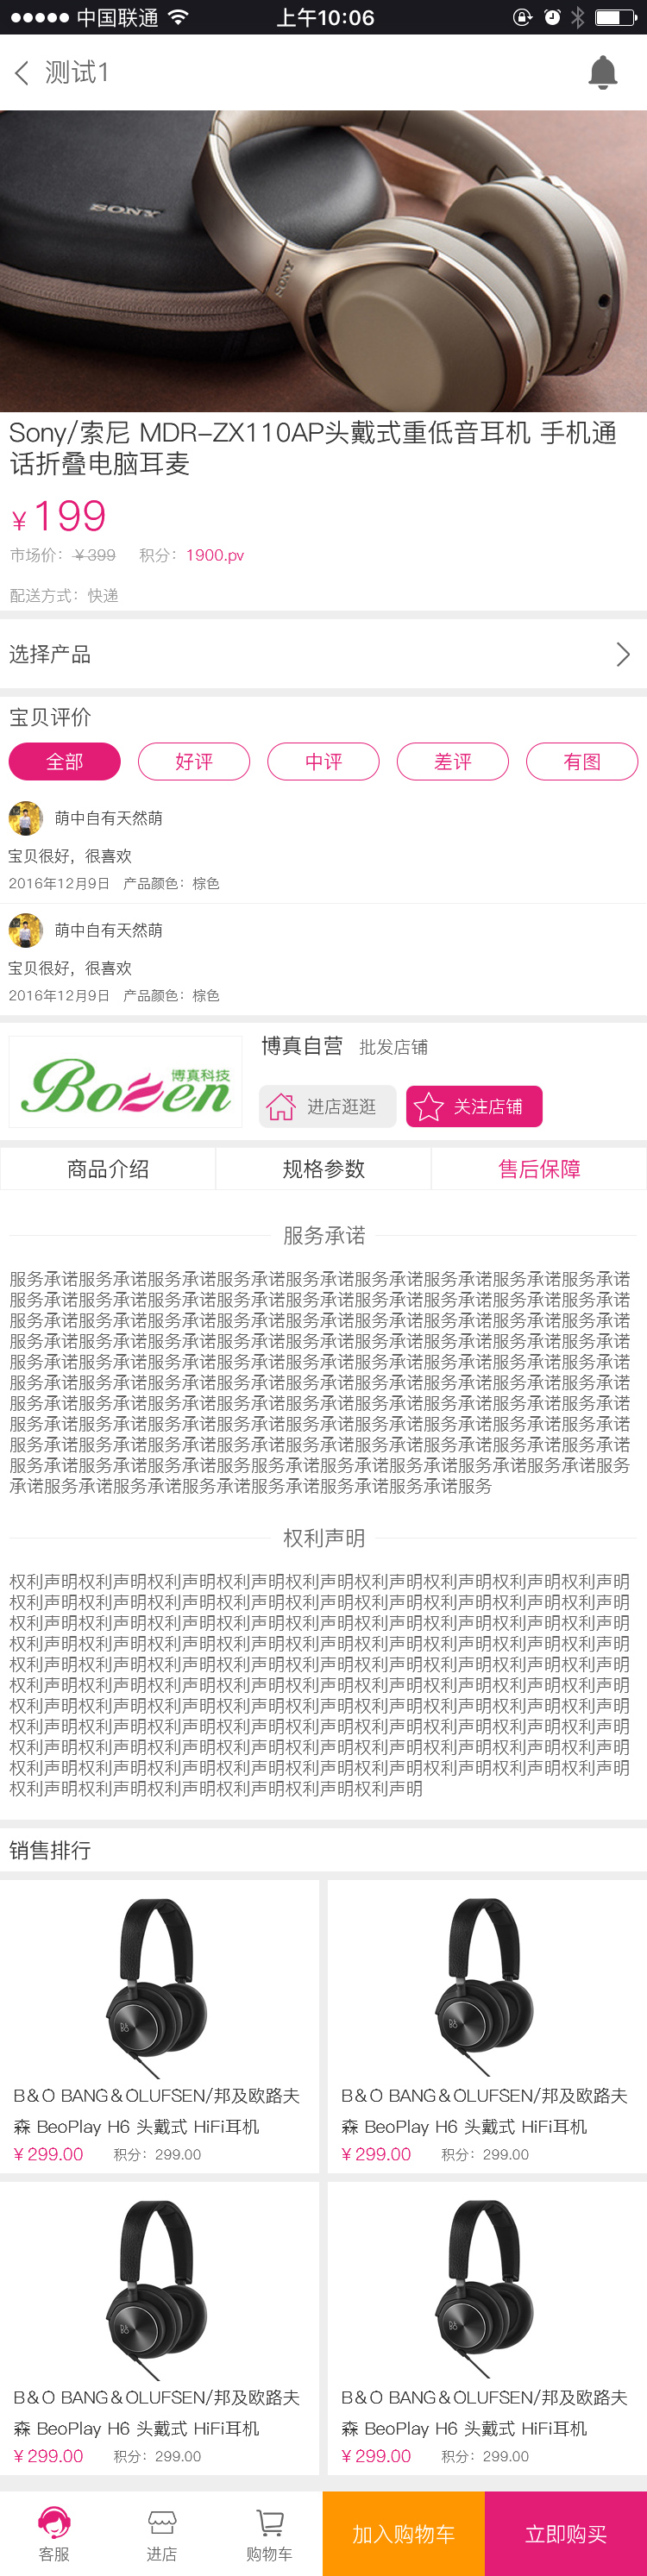 中国联通 上午10:06
测试1
SONY
SONY
Sony/索尼 MDR-ZX110AP头戴式重低音耳机 手机通
话折叠电脑耳麦
¥199
市场价：¥399 积分：1900.pv
配送方式：快递
选择产品
宝贝评价
全部 好评 中评 差评 有图
萌中自有天然萌
宝贝很好，很喜欢
2016年12月9日 产品颜色：棕色
萌中自有天然萌
宝贝很好，很喜欢
2016年12月9日 产品颜色：棕色
博真科技
Bozen
博真自营 批发店铺
进店逛逛 关注店铺
商品介绍 规格参数 售后保障
服务承诺
服务承诺服务承诺服务承诺服务承诺服务承诺服务承诺服务承诺服务承诺服务承诺
服务承诺服务承诺服务承诺服务承诺服务承诺服务承诺服务承诺服务承诺服务承诺
服务承诺服务承诺服务承诺服务承诺服务承诺服务承诺服务承诺服务承诺服务承诺
服务承诺服务承诺服务承诺服务承诺服务承诺服务承诺服务承诺服务承诺服务承诺
服务承诺服务承诺服务承诺服务承诺服务承诺服务承诺服务承诺服务承诺服务承诺
服务承诺服务承诺服务承诺服务承诺服务承诺服务承诺服务承诺服务承诺服务承诺
服务承诺服务承诺服务承诺服务承诺服务承诺服务承诺服务承诺服务承诺服务承诺
服务承诺服务承诺服务承诺服务承诺服务承诺服务承诺服务承诺服务承诺服务承诺
服务承诺服务承诺服务承诺服务承诺服务承诺服务承诺服务承诺服务承诺服务承诺
服务承诺服务承诺服务承诺服务服务承诺服务承诺服务承诺服务承诺服务承诺服务
承诺服务承诺服务承诺服务承诺服务承诺服务承诺服务承诺服务
权利声明
权利声明权利声明权利声明权利声明权利声明权利声明权利声明权利声明权利声明
权利声明权利声明权利声明权利声明权利声明权利声明权利声明权利声明权利声明
权利声明权利声明权利声明权利声明权利声明权利声明权利声明权利声明权利声明
权利声明权利声明权利声明权利声明权利声明权利声明权利声明权利声明权利声明
权利声明权利声明权利声明权利声明权利声明权利声明权利声明权利声明权利声明
权利声明权利声明权利声明权利声明权利声明权利声明权利声明权利声明权利声明
权利声明权利声明权利声明权利声明权利声明权利声明权利声明权利声明权利声明
权利声明权利声明权利声明权利声明权利声明权利声明权利声明权利声明权利声明
权利声明权利声明权利声明权利声明权利声明权利声明权利声明权利声明权利声明
权利声明权利声明权利声明权利声明权利声明权利声明权利声明权利声明权利声明
权利声明权利声明权利声明权利声明权利声明权利声明
销售排行
B&O BANG&OLUFSEN/邦及欧路夫
森 BeoPlay H6 头戴式 HiFi耳机
¥299.00 积分：299.00
B&O BANG&OLUFSEN/邦及欧路夫
森 BeoPlay H6 头戴式 HiFi耳机
¥299.00 积分：299.00
B&O BANG&OLUFSEN/邦及欧路夫
森 BeoPlay H6 头戴式 HiFi耳机
¥299.00 积分：299.00
B&O BANG&OLUFSEN/邦及欧路夫
森 BeoPlay H6 头戴式 HiFi耳机
¥299.00 积分：299.00
客服 进店 购物车 加入购物车 立即购买